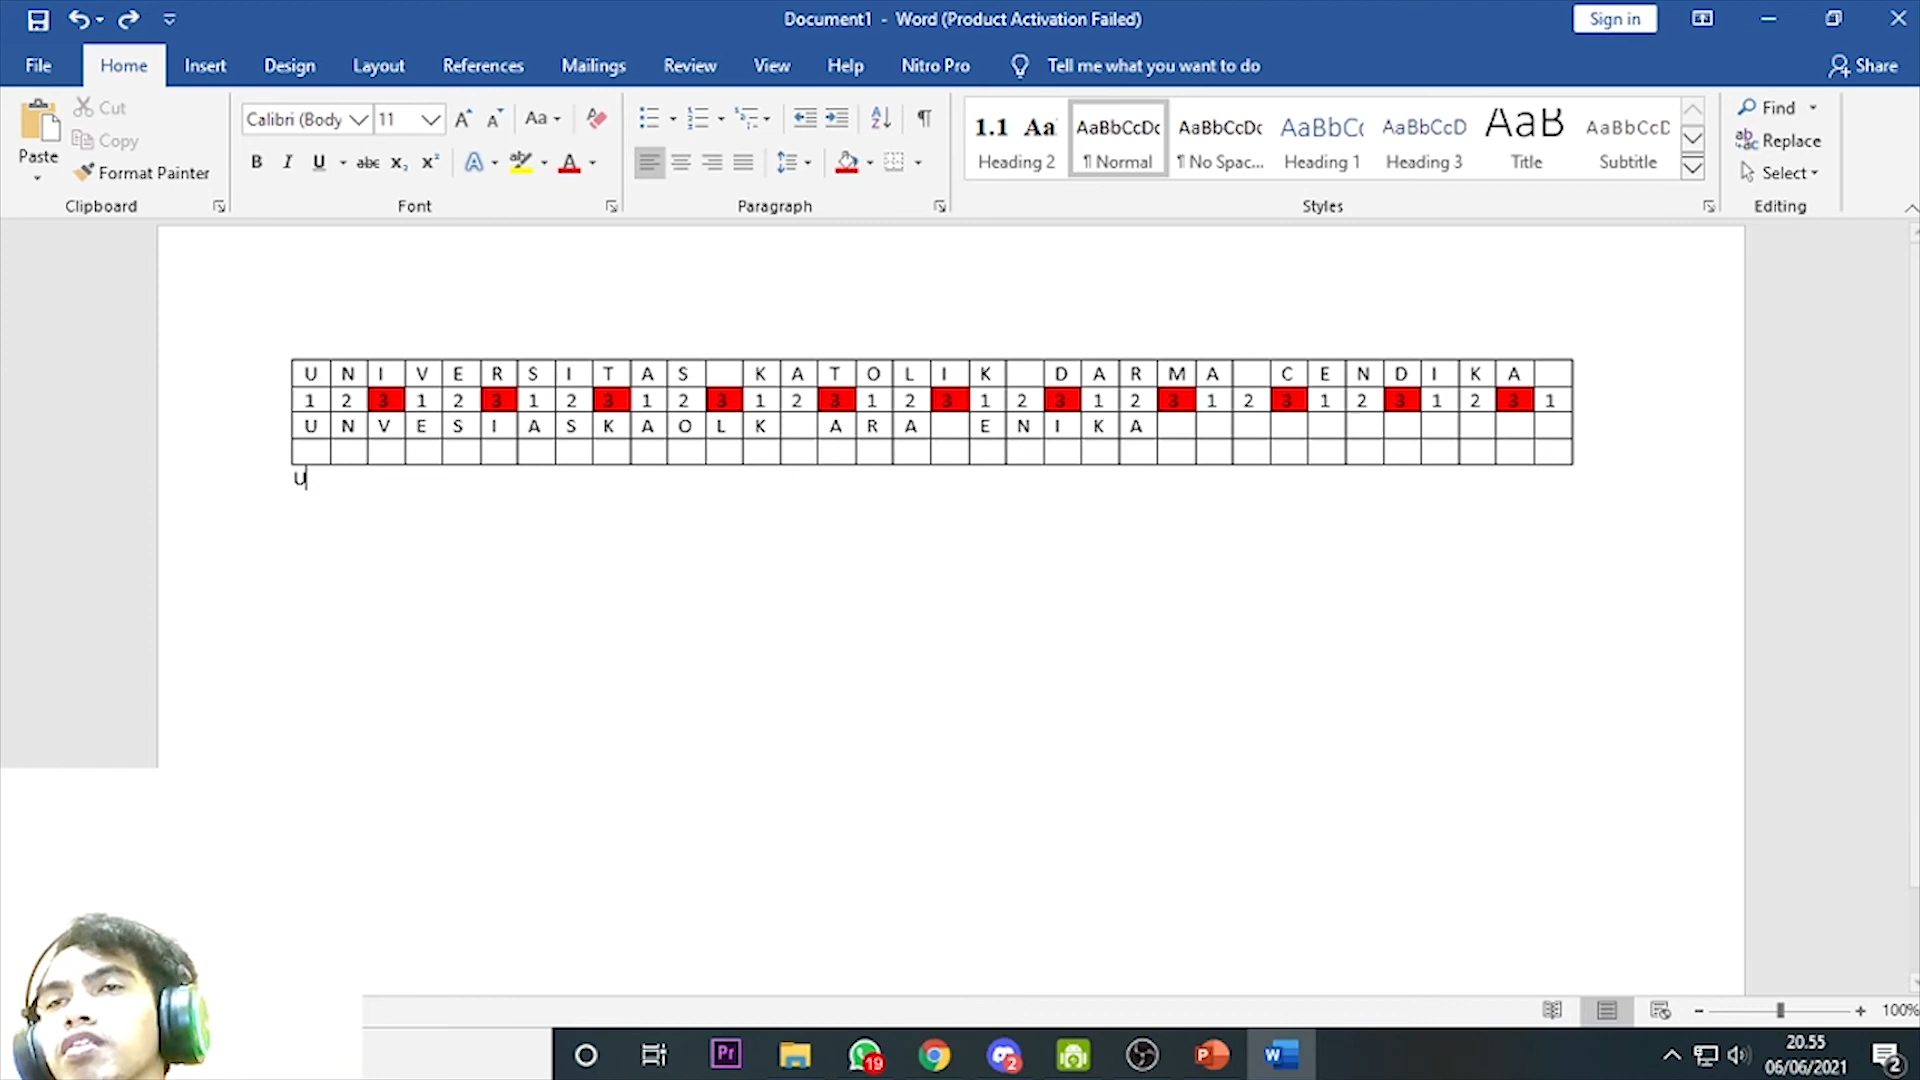 Document1 - Word (Product Activation Failed)
Sign in
File Home Insert Design Layout References Mailings Review View Help Nitro Pro Tell me what you want to do Share
Paste
Cut
Copy
Format Painter
Clipboard
Calibri (Body 11
Aa
B I U abc x₂ x² A A
Font
Paragraph
1.1 Aa AaBbCcDc AaBbCcDc AaBbCc AaBbCcD AaB AaBbCcD
Heading 2 ¶ Normal ¶ No Spac... Heading 1 Heading 3 Title Subtitle
Styles
Find
Replace
Select
Editing
U N I V E R S I T A S K A T O L I K D A R M A C E N D I K A
1 2 3 1 2 3 1 2 3 1 2 3 1 2 3 1 2 3 1 2 3 1 2 3 1 2 3 1 2 3 1 2 3 1
U N V E S I A S K A O L K A R A E N I K A
U
100%
Pr
19
2
P
W
20.55
06/06/2021
2